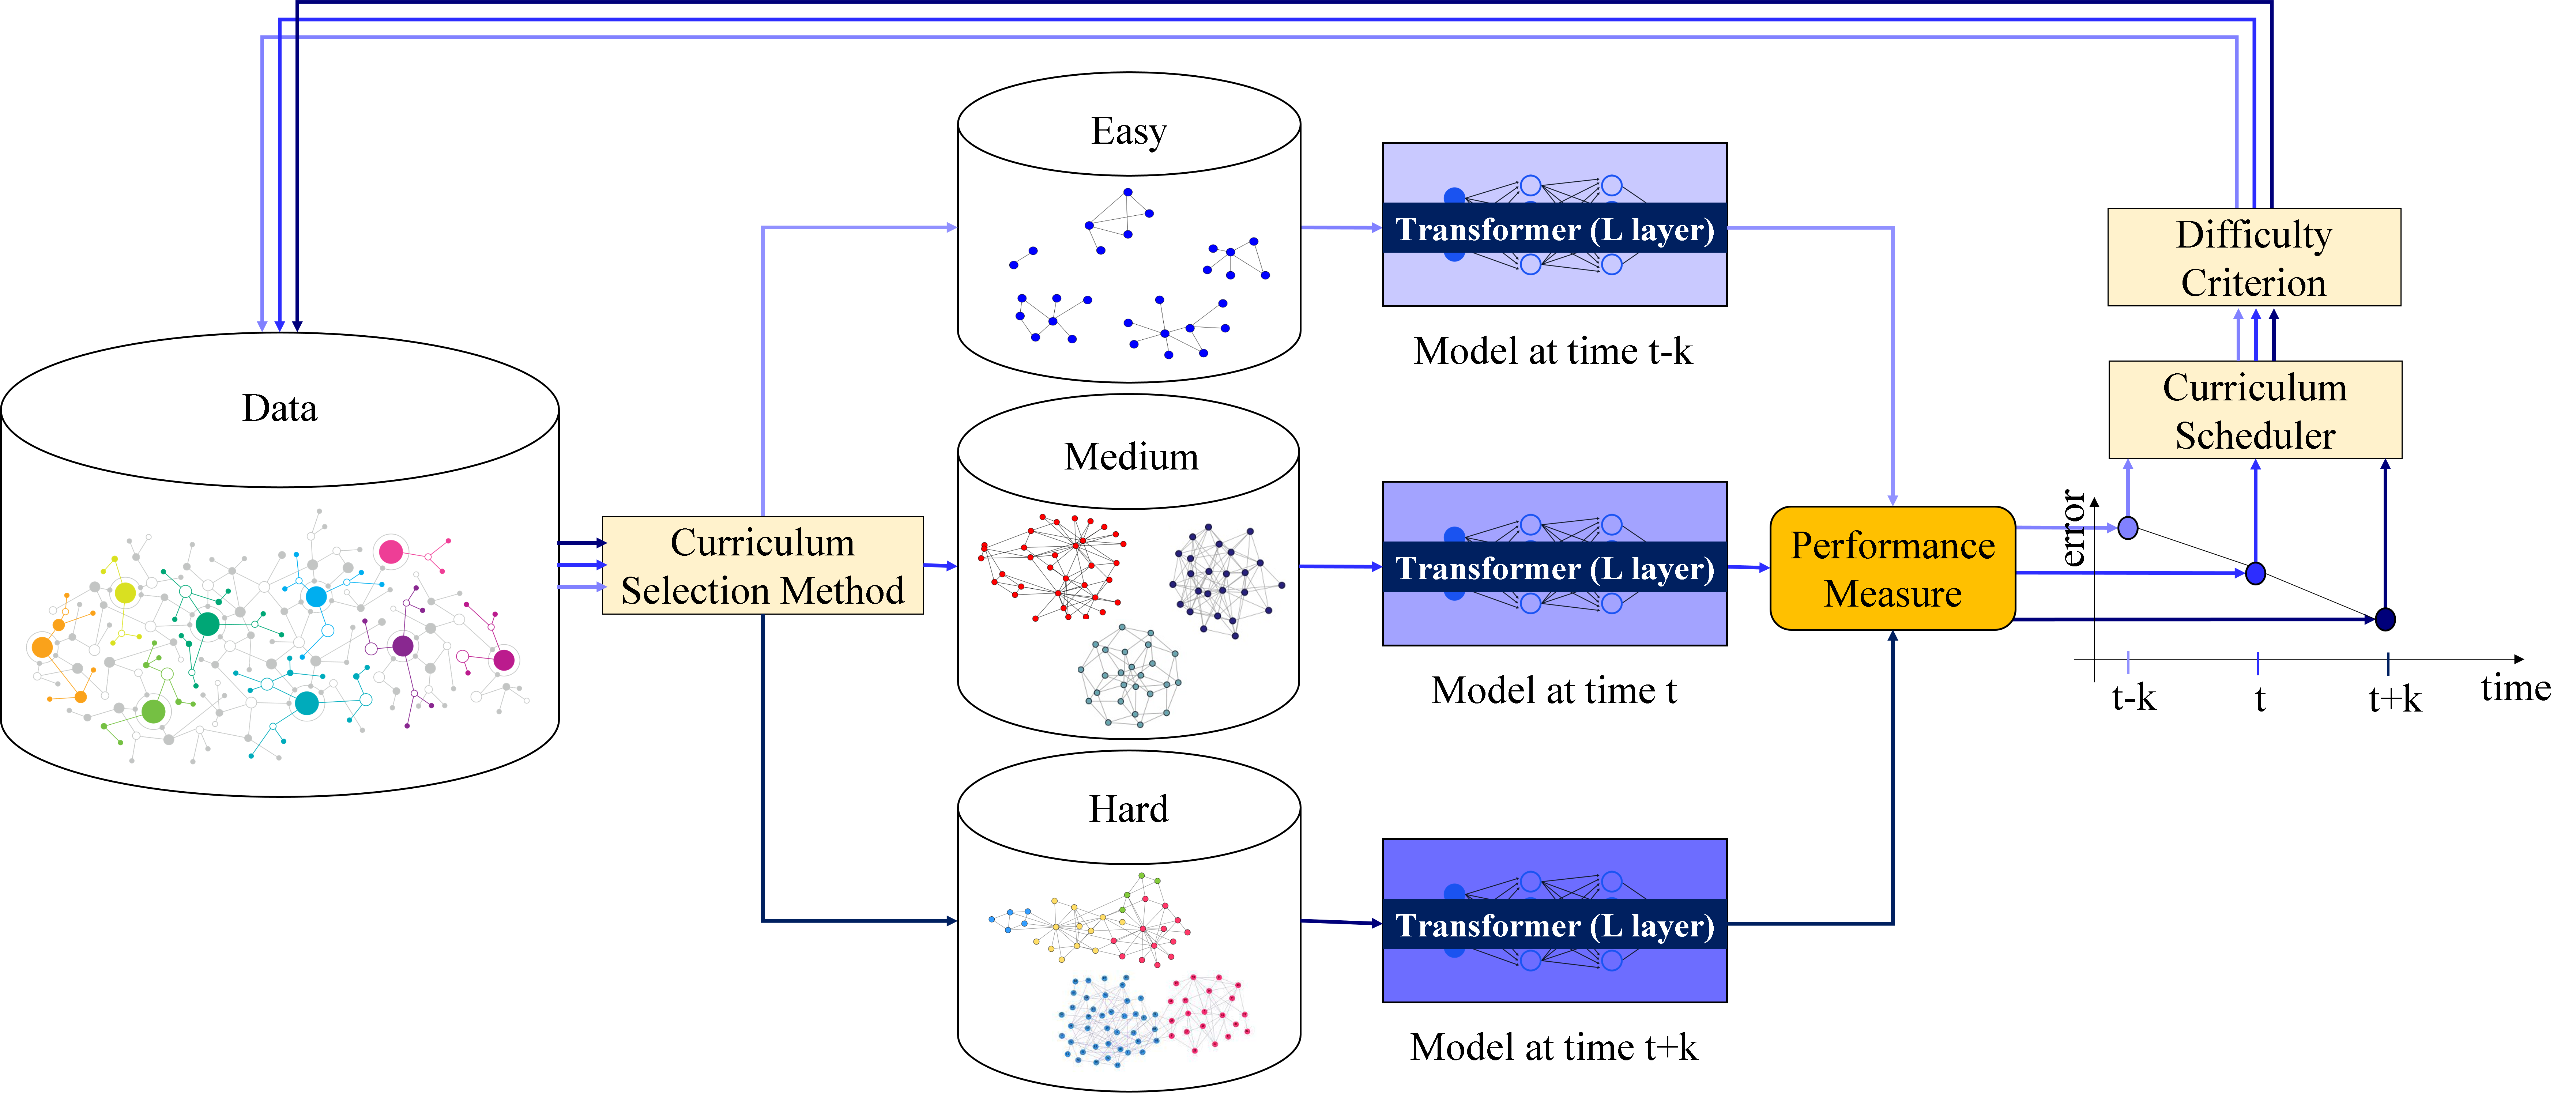 Data
Curriculum
Selection Method
Easy
Medium
Hard
Transformer (L layer)
Model at time t-k
Transformer (L layer)
Model at time t
Transformer (L layer)
Model at time t+k
Performance
Measure
Difficulty
Criterion
Curriculum
Scheduler
error
t-k
t
t+k
time